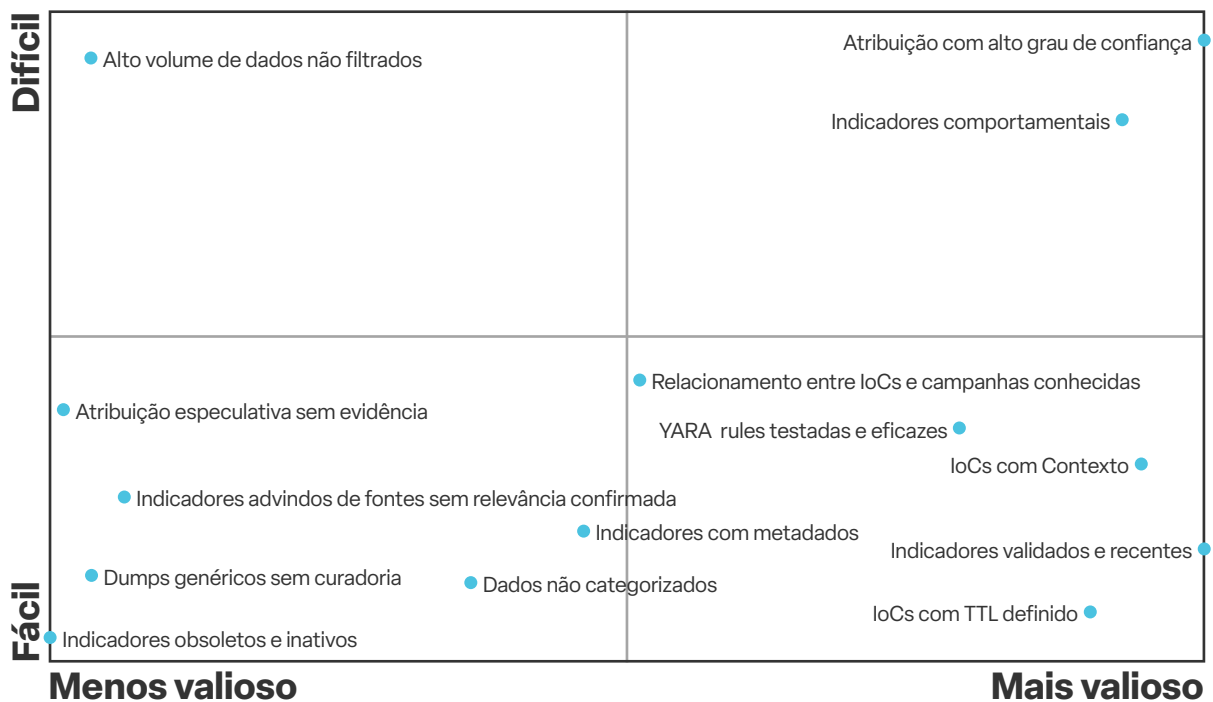 Difícil
Alto volume de dados não filtrados
Atribuição com alto grau de confiança
Indicadores comportamentais
Relacionamento entre IoCs e campanhas conhecidas
Atribuição especulativa sem evidência
YARA rules testadas e eficazes
IoCs com Contexto
Indicadores advindos de fontes sem relevância confirmada
Indicadores com metadados
Indicadores validados e recentes
Dumps genéricos sem curadoria
Dados não categorizados
IoCs com TTL definido
Fácil
Indicadores obsoletos e inativos
Menos valioso
Mais valioso